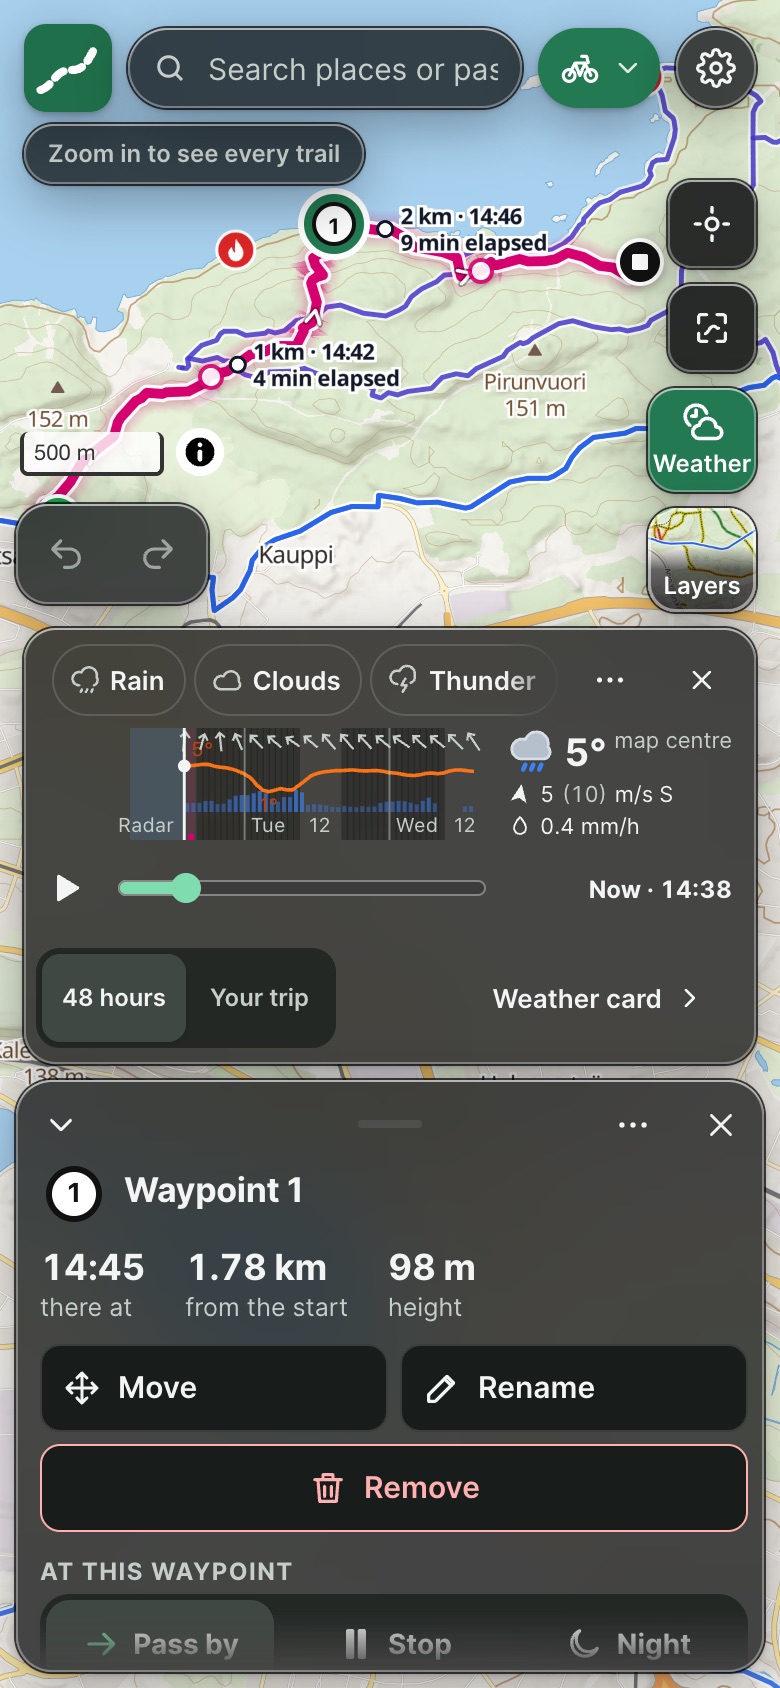 Search places or pas
Zoom in to see every trail
1
2 km · 14:46
9 min elapsed
1 km · 14:42
4 min elapsed
Pirunvuori
151 m
152 m
500 m
Weather
Kauppi
Layers
Rain
Clouds
Thunder
5°
Radar
Tue
12
Wed
12
5° map centre
5 (10) m/s S
0.4 mm/h
Now · 14:38
48 hours
Your trip
Weather card
138 m
1
Waypoint 1
14:45
there at
1.78 km
from the start
98 m
height
Move
Rename
Remove
AT THIS WAYPOINT
Pass by
Stop
Night